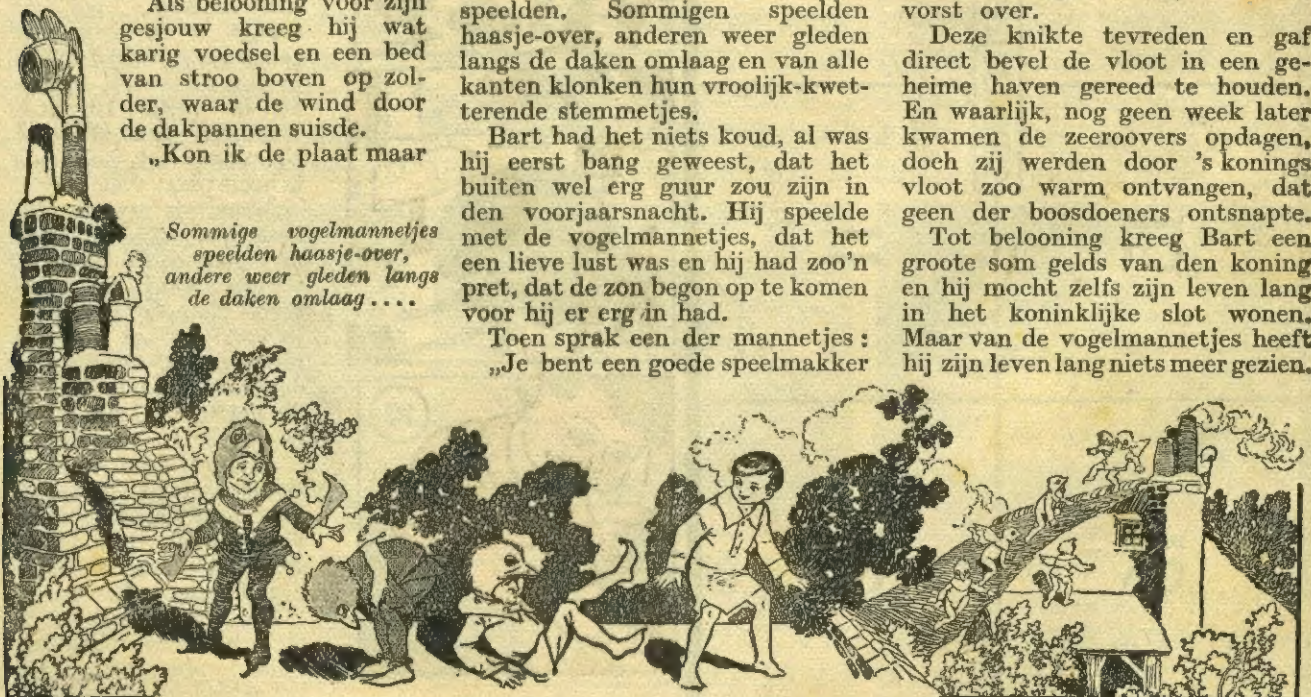 Als belooning voor zijn
gesjouw kreeg hij wat
karig voedsel en een bed
van stroo boven op zol-
der, waar de wind door
de dakpannen suisde.
„Kon ik de plaat maar
Sommige vogelmannetjes
speelden haasje-over,
andere weer gleden langs
de daken omlaag....
speelden. Sommigen speelden
haasje-over, anderen weer gleden
langs de daken omlaag en van alle
kanten klonken hun vroolijk-kwet-
terende stemmetjes.
Bart had het niets koud, al was
hij eerst bang geweest, dat het
buiten wel erg guur zou zijn in
den voorjaarsnacht. Hij speelde
met de vogelmannetjes, dat het
een lieve lust was en hij had zoo'n
pret, dat de zon begon op te komen
voor hij er erg in had.
Toen sprak een der mannetjes:
„Je bent een goede speelmakker
vorst over.
Deze knikte tevreden en gaf
direct bevel de vloot in een ge-
heime haven gereed te houden.
En waarlijk, nog geen week later
kwamen de zeeroovers opdagen,
doch zij werden door 's konings
vloot zoo warm ontvangen, dat
geen der boosdoeners ontsnapte.
Tot belooning kreeg Bart een
groote som gelds van den koning
en hij mocht zelfs zijn leven lang
in het koninklijke slot wonen.
Maar van de vogelmannetjes heeft
hij zijn leven lang niets meer gezien.